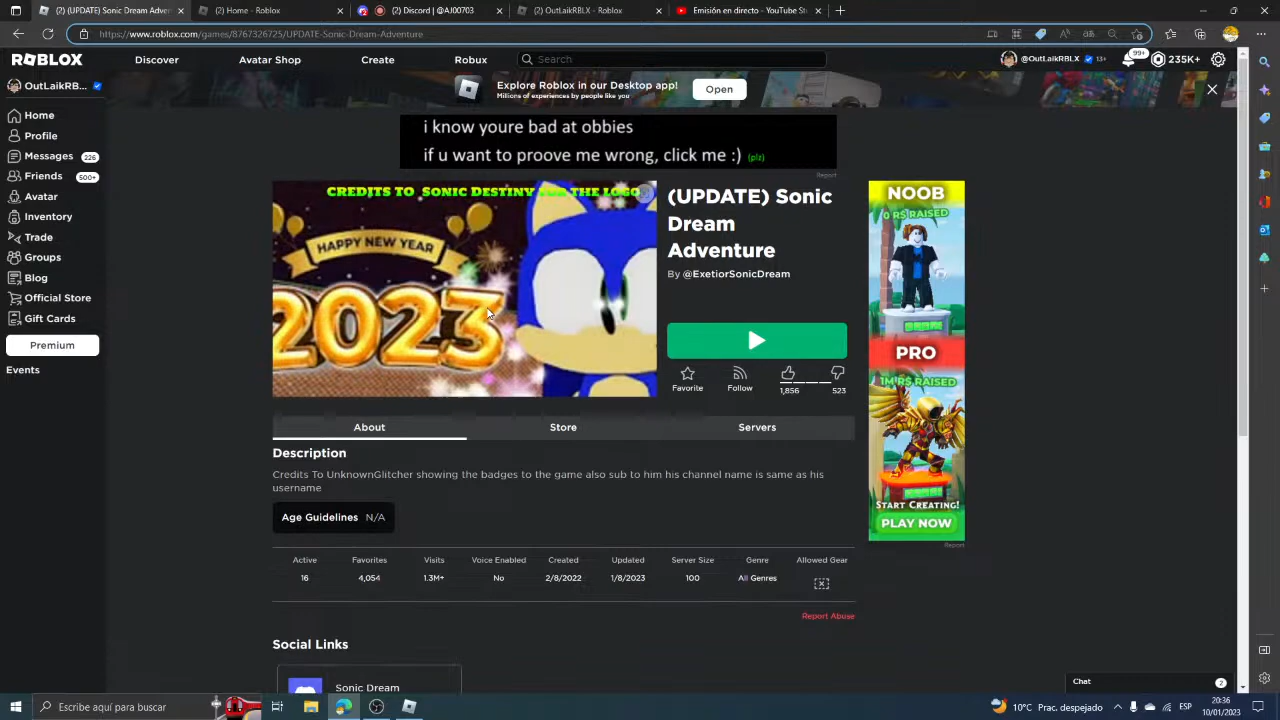 (UPDATE) Sonic Dream Adven
(2) Home - Roblox
(2) Discord | @AJ00703
(2) OutLaikRBLX - Roblox
Emisión en directo - YouTube St
https://www.roblox.com/games/8767326725/UPDATE-Sonic-Dream-Adventure
ROBLOX
Discover
Avatar Shop
Create
Robux
Search
@OutLaikRBLX
13+
99+
235K+
OutLaikRB...
Explore Roblox in our Desktop app!
Millions of experiences by people like you
Open
Home
Profile
Messages
226
Friends
500+
Avatar
Inventory
Trade
Groups
Blog
Official Store
Gift Cards
Premium
Events
i know youre bad at obbies
if u want to proove me wrong, click me :) (plz)
Report
CREDITS TO SONIC DESTINY FOR THE LOGO
HAPPY NEW YEAR
2023
(UPDATE) Sonic
Dream
Adventure
By @ExetiorSonicDream
Favorite
Follow
1,856
523
NOOB
0 R$ RAISED
PRO
1M R$ RAISED
START CREATING!
PLAY NOW
Report
About
Store
Servers
Description
Credits To UnknownGlitcher showing the badges to the game also sub to him his channel name is same as his
username
Age Guidelines N/A
Active
Favorites
Visits
Voice Enabled
Created
Updated
Server Size
Genre
Allowed Gear
16
4,054
1.3M+
No
2/8/2022
1/8/2023
100
All Genres
Report Abuse
Social Links
Sonic Dream
Chat
2
Escribe aquí para buscar
10°C Prac. despejado
ESP
20:36
10/01/2023